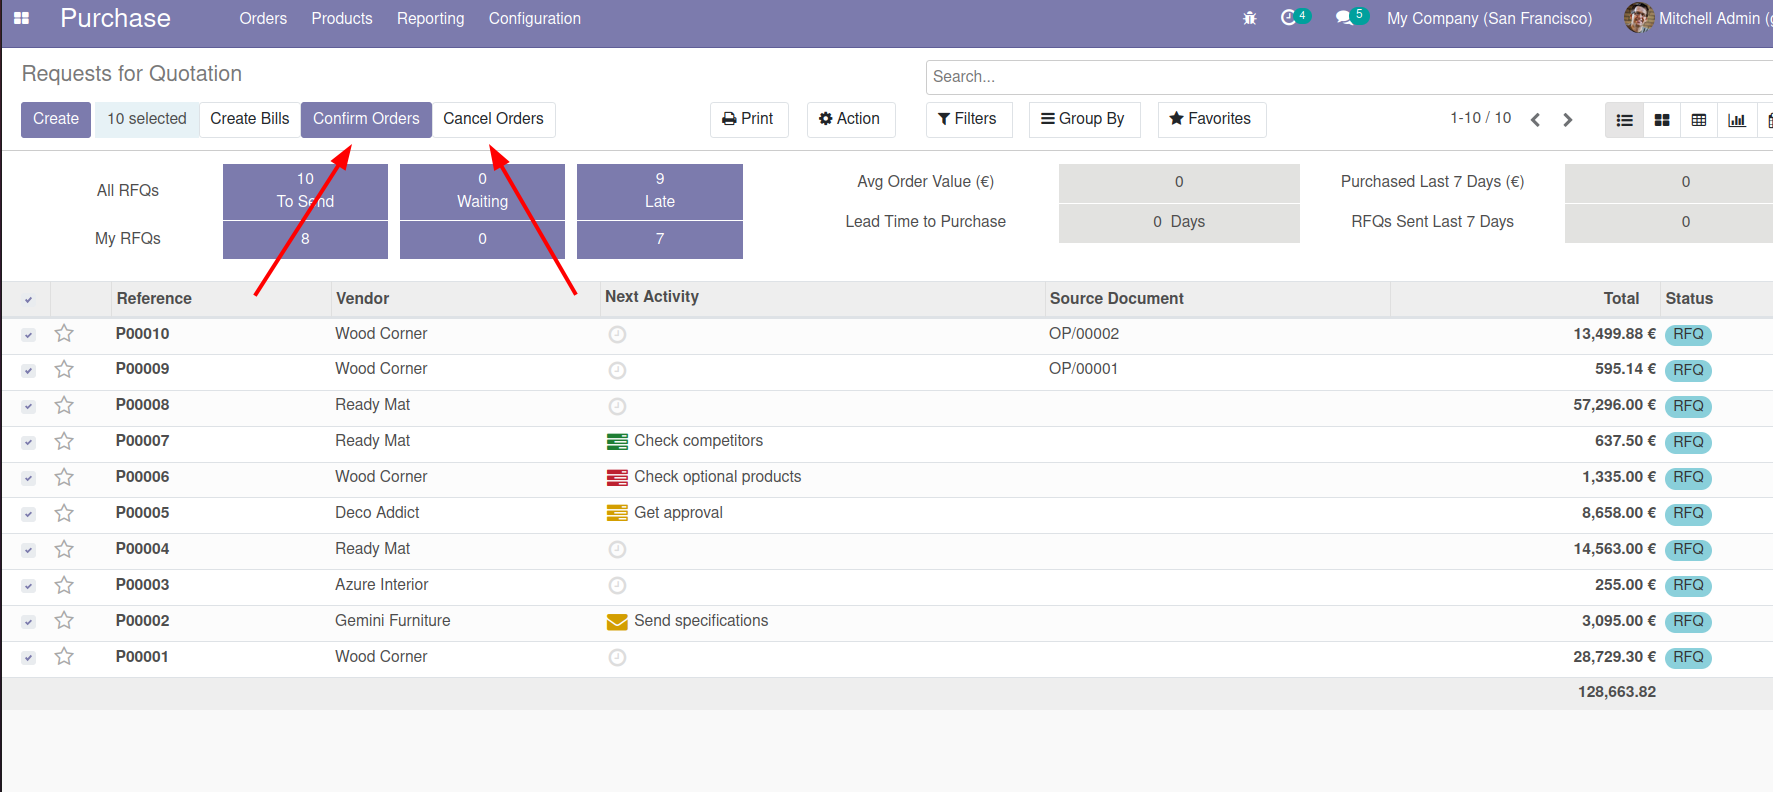 Purchase Orders Products Reporting Configuration 4 5 My Company (San Francisco) Mitchell Admin (
Requests for Quotation Search...
Create 10 selected Create Bills Confirm Orders Cancel Orders Print Action Filters Group By Favorites 1-10 / 10
All RFQs 10 To Send 0 Waiting 9 Late Avg Order Value (€) 0 Purchased Last 7 Days (€) 0
My RFQs 8 0 7 Lead Time to Purchase 0 Days RFQs Sent Last 7 Days 0
Reference Vendor Next Activity Source Document Total Status
P00010 Wood Corner OP/00002 13,499.88 € RFQ
P00009 Wood Corner OP/00001 595.14 € RFQ
P00008 Ready Mat 57,296.00 € RFQ
P00007 Ready Mat Check competitors 637.50 € RFQ
P00006 Wood Corner Check optional products 1,335.00 € RFQ
P00005 Deco Addict Get approval 8,658.00 € RFQ
P00004 Ready Mat 14,563.00 € RFQ
P00003 Azure Interior 255.00 € RFQ
P00002 Gemini Furniture Send specifications 3,095.00 € RFQ
P00001 Wood Corner 28,729.30 € RFQ
128,663.82